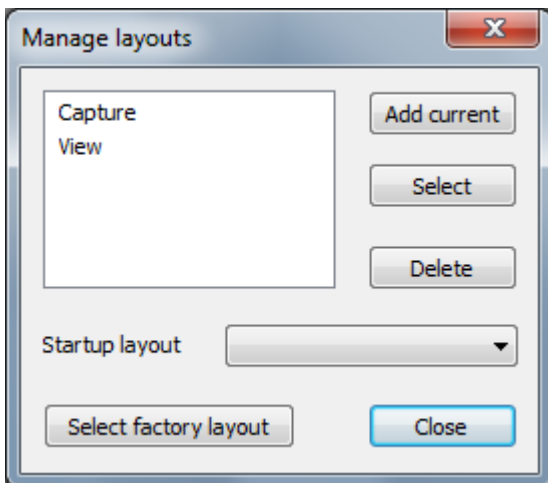 Manage layouts
Capture
View
Add current
Select
Delete
Startup layout
Select factory layout
Close